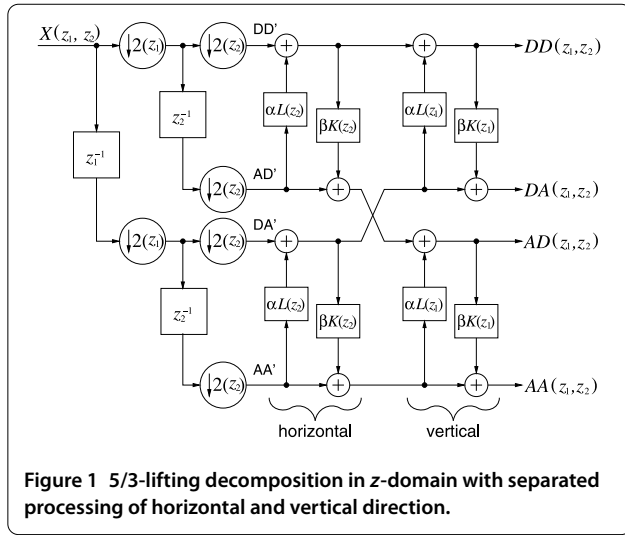 X(z₁, z₂)
↓2(z₁)
↓2(z₂)
DD'
DD(z₁,z₂)
z₂⁻¹
αL(z₂)
βK(z₂)
αL(z₁)
βK(z₁)
z₁⁻¹
↓2(z₂)
AD'
DA(z₁,z₂)
↓2(z₁)
↓2(z₂)
DA'
AD(z₁,z₂)
z₂⁻¹
αL(z₂)
βK(z₂)
αL(z₁)
βK(z₁)
↓2(z₂)
AA'
AA(z₁,z₂)
horizontal
vertical
Figure 1 5/3-lifting decomposition in z-domain with separated
processing of horizontal and vertical direction.